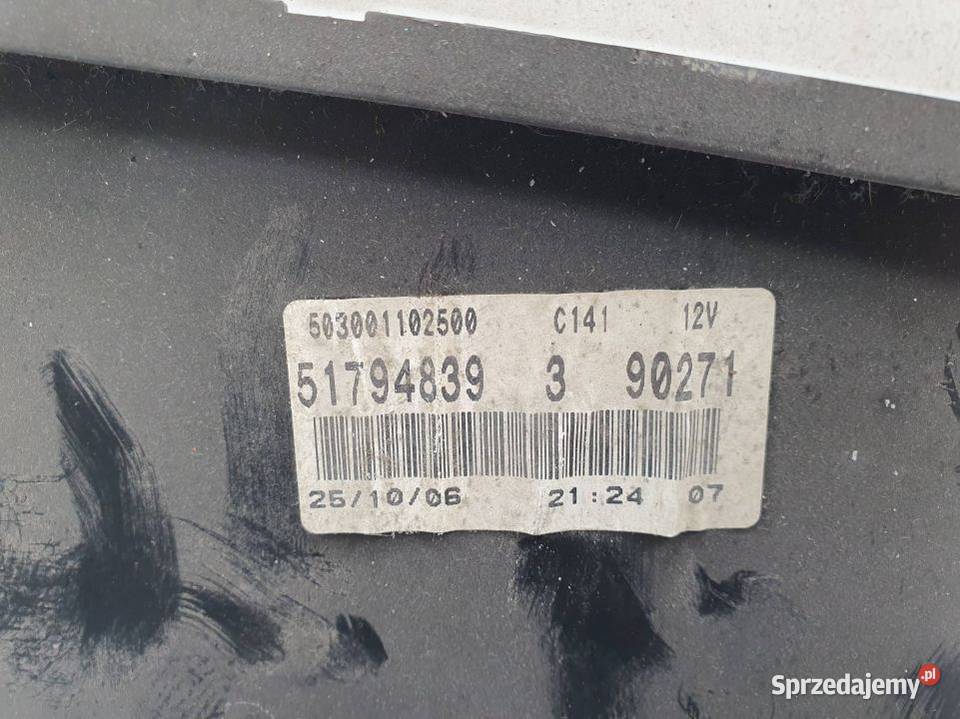 503001102500 C141 12V
51794839 3 90271
25/10/06 21:24 07
Sprzedajemy.pl